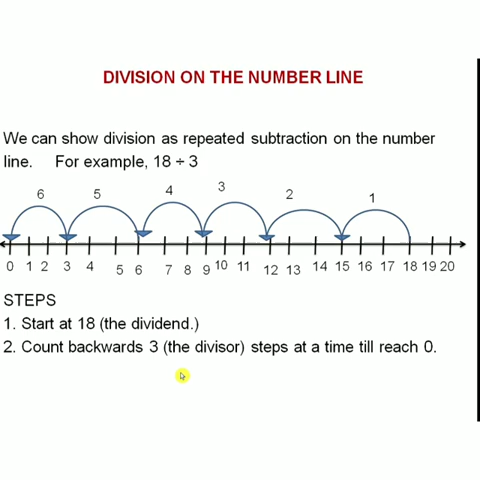 DIVISION ON THE NUMBER LINE
We can show division as repeated subtraction on the number
line. For example, 18 ÷ 3
6 5 4 3 2 1
0 1 2 3 4 5 6 7 8 9 10 11 12 13 14 15 16 17 18 19 20
STEPS
1. Start at 18 (the dividend.)
2. Count backwards 3 (the divisor) steps at a time till reach 0.